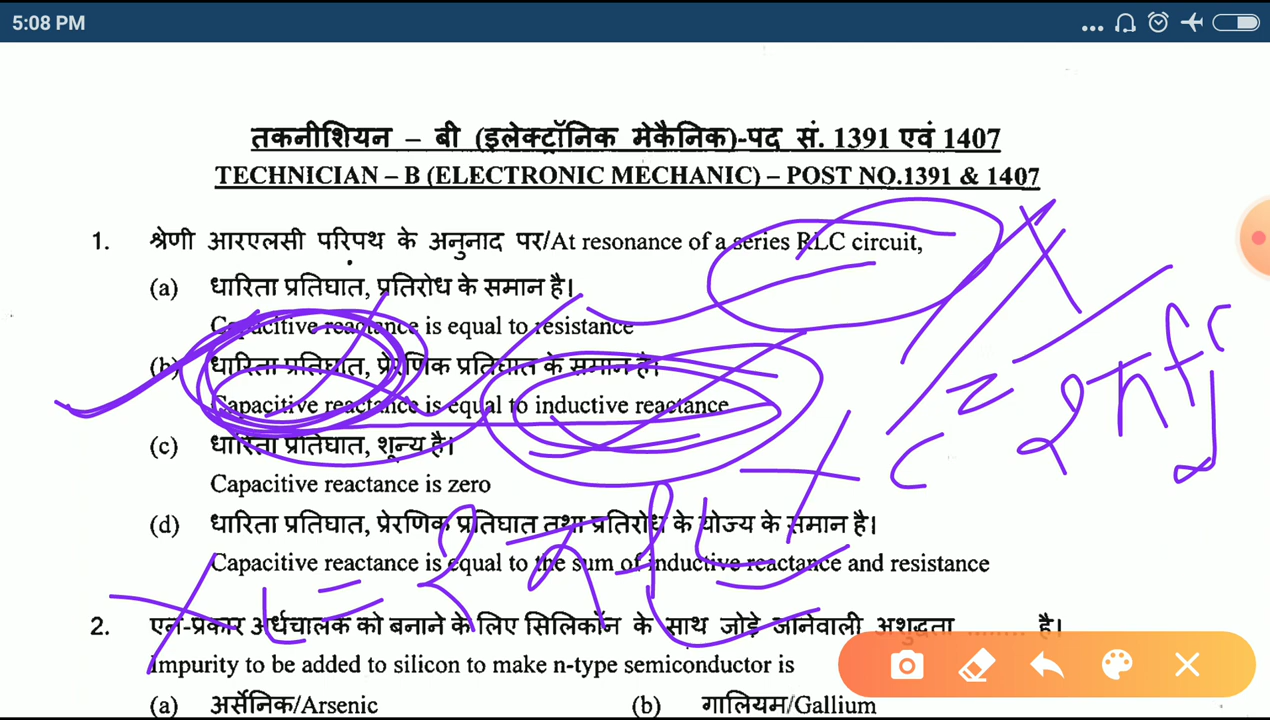 5:08 PM
तकनीशियन – बी (इलेक्ट्रॉनिक मेकैनिक)-पद सं. 1391 एवं 1407
TECHNICIAN – B (ELECTRONIC MECHANIC) – POST NO.1391 & 1407
1. श्रेणी आरएलसी परिपथ के अनुनाद पर/At resonance of a series RLC circuit,
(a) धारिता प्रतिघात, प्रतिरोध के समान है।
Capacitive reactance is equal to resistance
(b) धारिता प्रतिघात, प्रेरणिक प्रतिघात के समान है।
Capacitive reactance is equal to inductive reactance
(c) धारिता प्रतिघात, शून्य है।
Capacitive reactance is zero
(d) धारिता प्रतिघात, प्रेरणिक प्रतिघात तथा प्रतिरोध के योज्य के समान है।
Capacitive reactance is equal to the sum of inductive reactance and resistance
2. एन-प्रकार अर्धचालक को बनाने के लिए सिलिकॉन के साथ जोड़े जानेवाली अशुद्धता ........ है।
Impurity to be added to silicon to make n-type semiconductor is
(a) आर्सेनिक/Arsenic (b) गालियम/Gallium